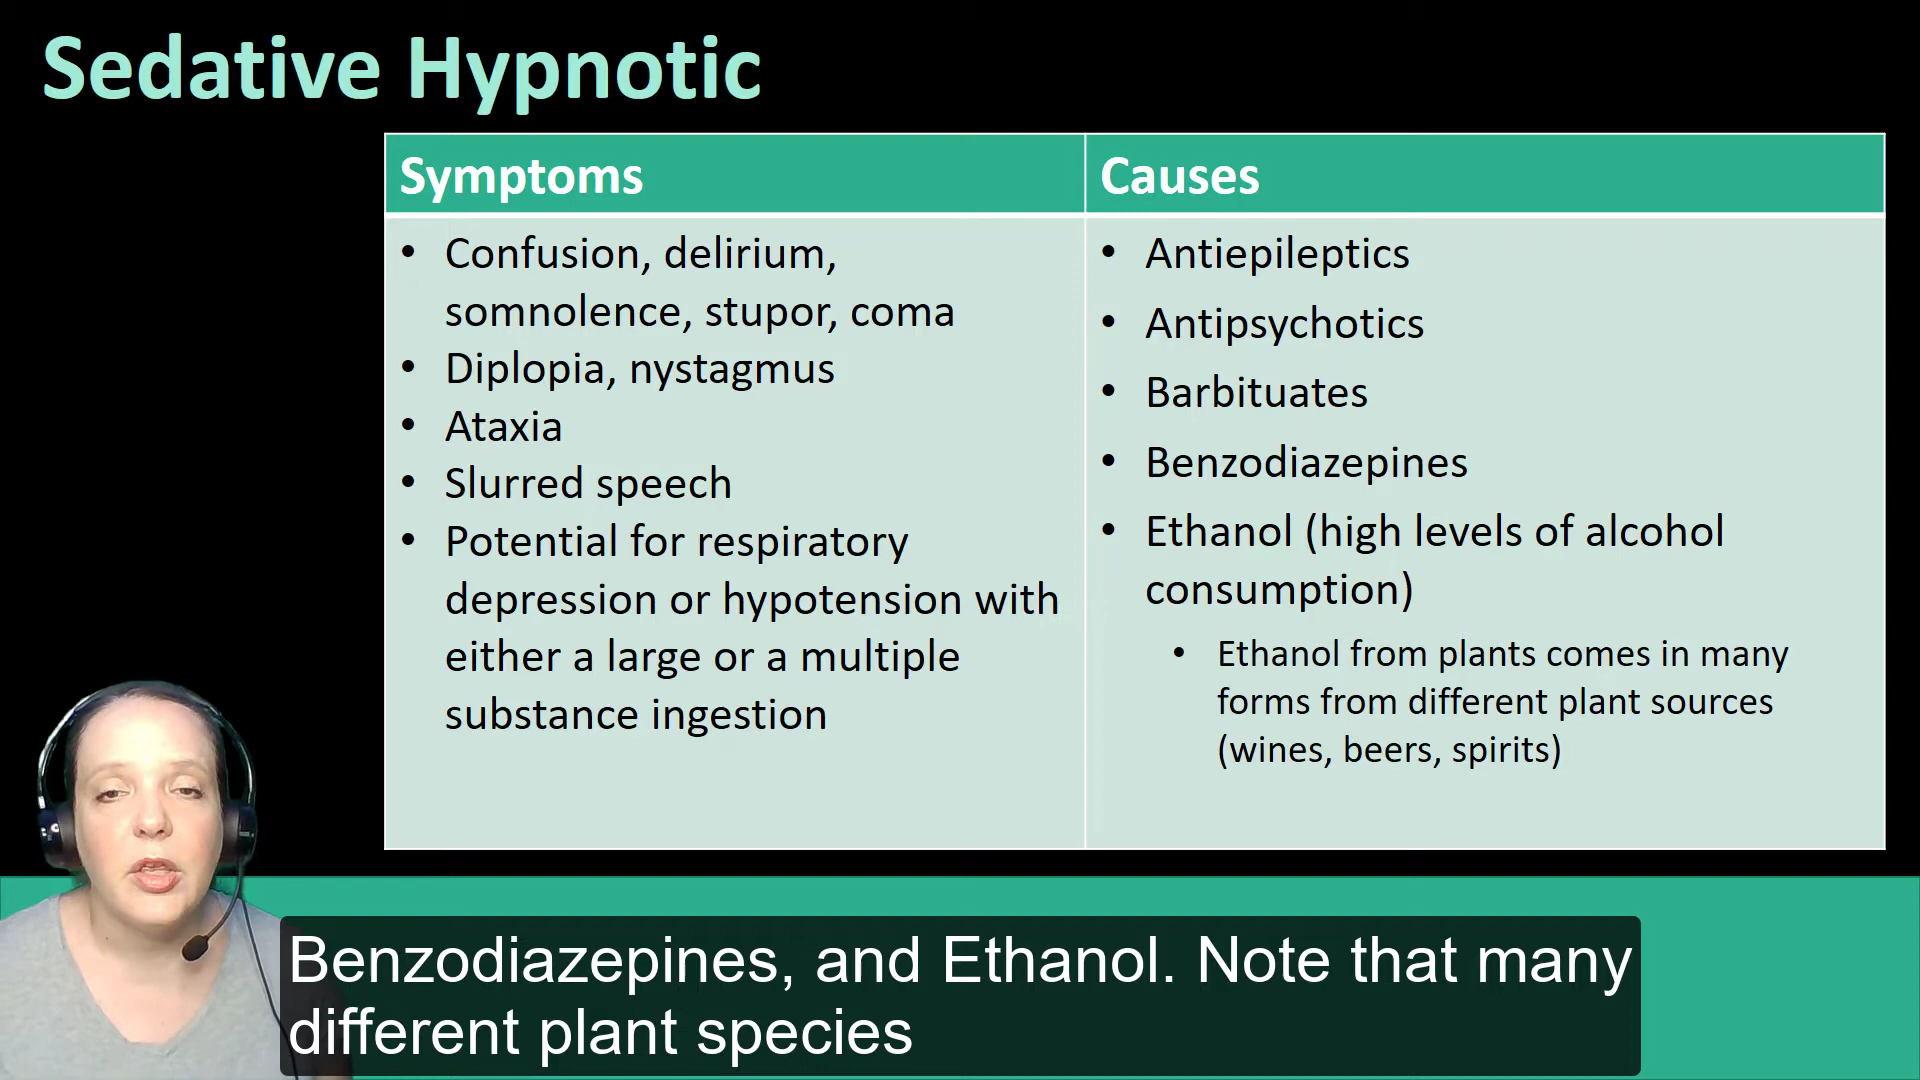 Sedative Hypnotic
Symptoms
• Confusion, delirium,
somnolence, stupor, coma
• Diplopia, nystagmus
• Ataxia
• Slurred speech
• Potential for respiratory
depression or hypotension with
either a large or a multiple
substance ingestion
Causes
• Antiepileptics
• Antipsychotics
• Barbituates
• Benzodiazepines
• Ethanol (high levels of alcohol
consumption)
• Ethanol from plants comes in many
forms from different plant sources
(wines, beers, spirits)
Benzodiazepines, and Ethanol. Note that many
different plant species